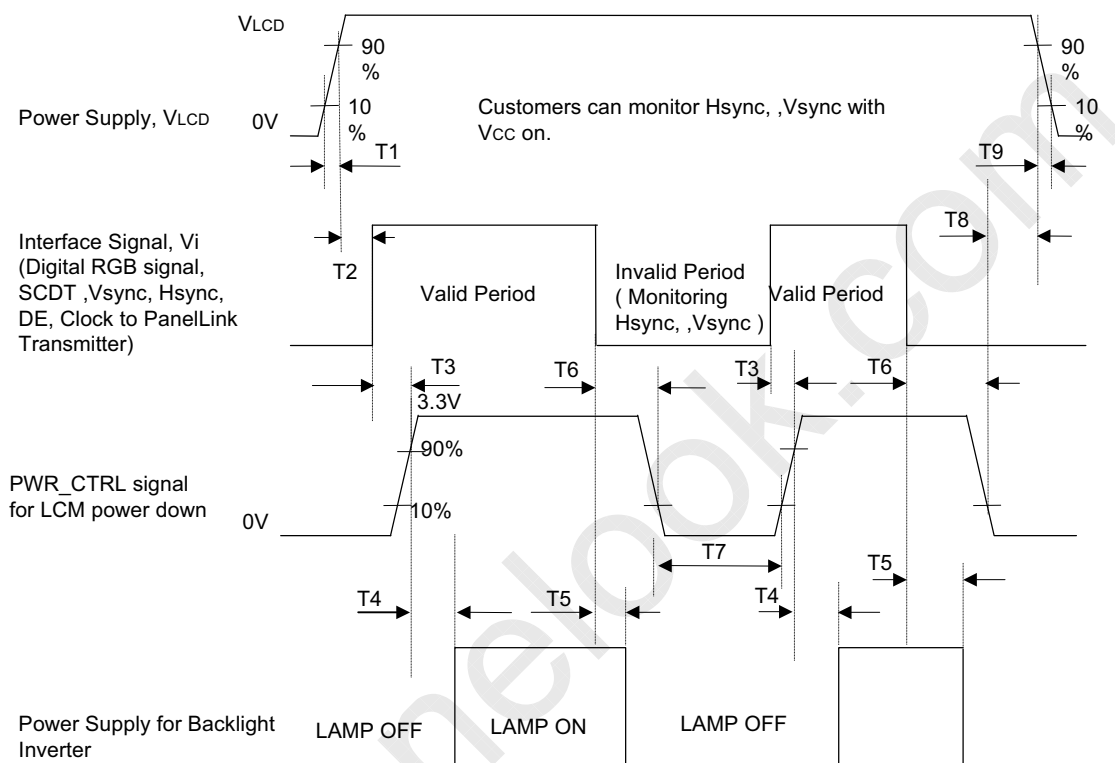 VLCD
90
%
10
%
Power Supply, VLCD
0V
Customers can monitor Hsync, ,Vsync with
VCC on.
90
%
10
%
T1
T9
T8
Interface Signal, Vi
(Digital RGB signal,
SCDT ,Vsync, Hsync,
DE, Clock to PanelLink
Transmitter)
T2
Valid Period
Invalid Period
( Monitoring
Hsync, ,Vsync )
Valid Period
T3
T6
T3
T6
3.3V
90%
10%
PWR_CTRL signal
for LCM power down
0V
T7
T5
T4
T5
T4
Power Supply for Backlight
Inverter
LAMP OFF
LAMP ON
LAMP OFF
nelook.com